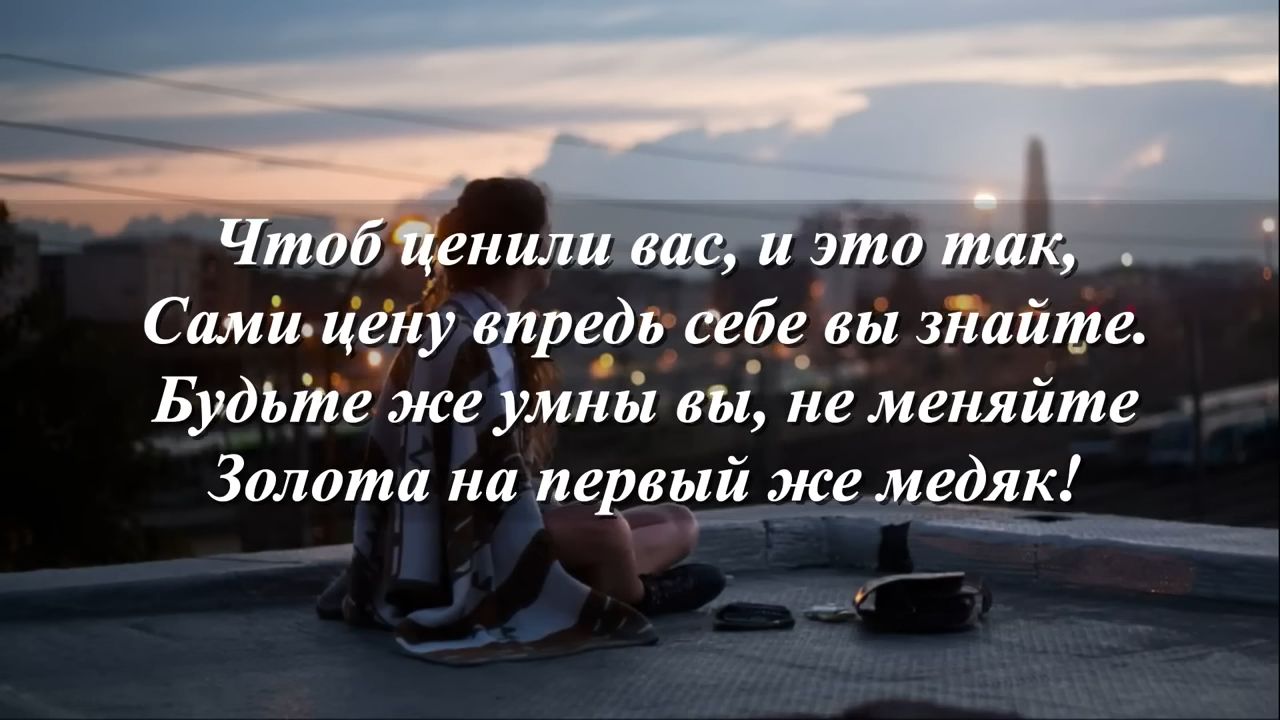 Чтоб ценили вас, и это так,
Сами цену впредь себе вы знайте.
Будьте же умны вы, не меняйте
Золота на первый же медяк!